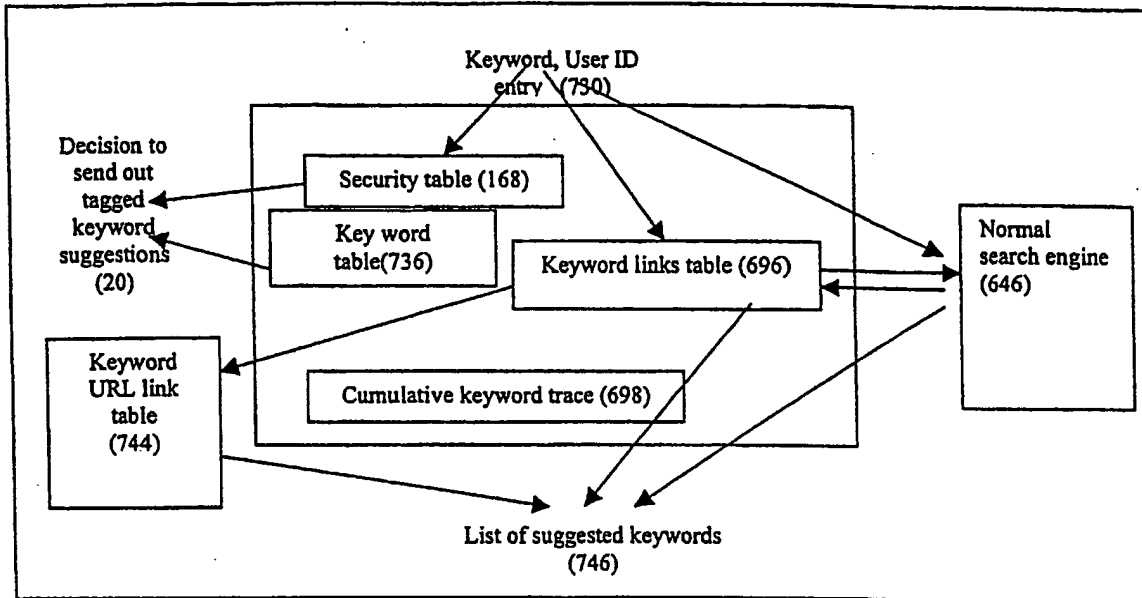 Keyword, User ID
entry (730)
Decision to
send out
tagged
keyword
suggestions
(20)
Security table (168)
Key word
table(736)
Keyword links table (696)
Normal
search engine
(646)
Keyword
URL link
table
(744)
Cumulative keyword trace (698)
List of suggested keywords
(746)